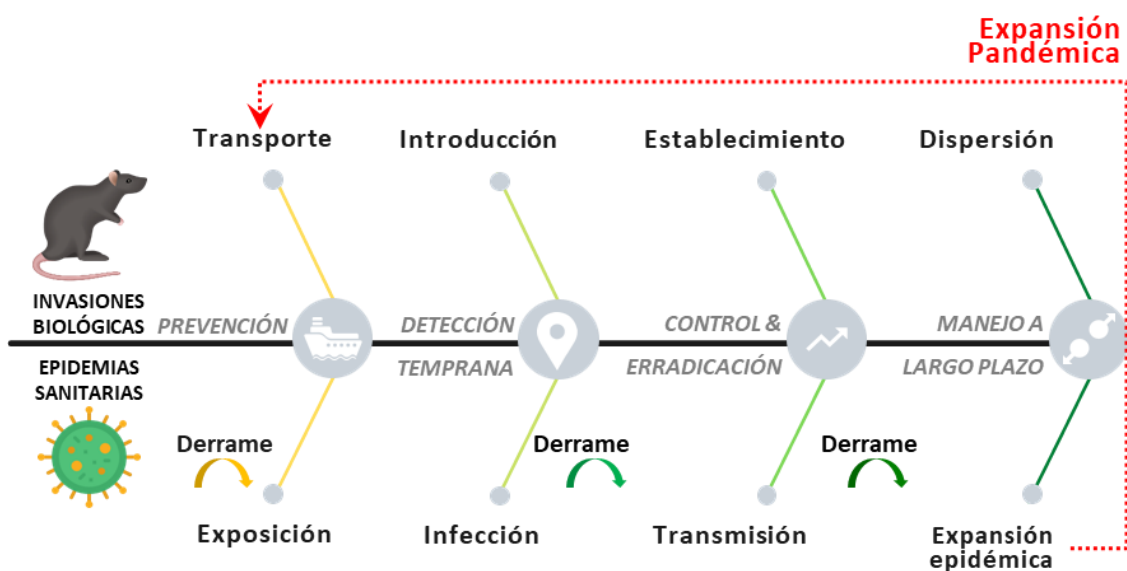 Expansión
Pandémica
Transporte
Introducción
Establecimiento
Dispersión
INVASIONES
BIOLÓGICAS
PREVENCIÓN
DETECCIÓN
TEMPRANA
CONTROL &
ERRADICACIÓN
MANEJO A
LARGO PLAZO
EPIDEMIAS
SANITARIAS
Derrame
Derrame
Derrame
Exposición
Infección
Transmisión
Expansión
epidémica